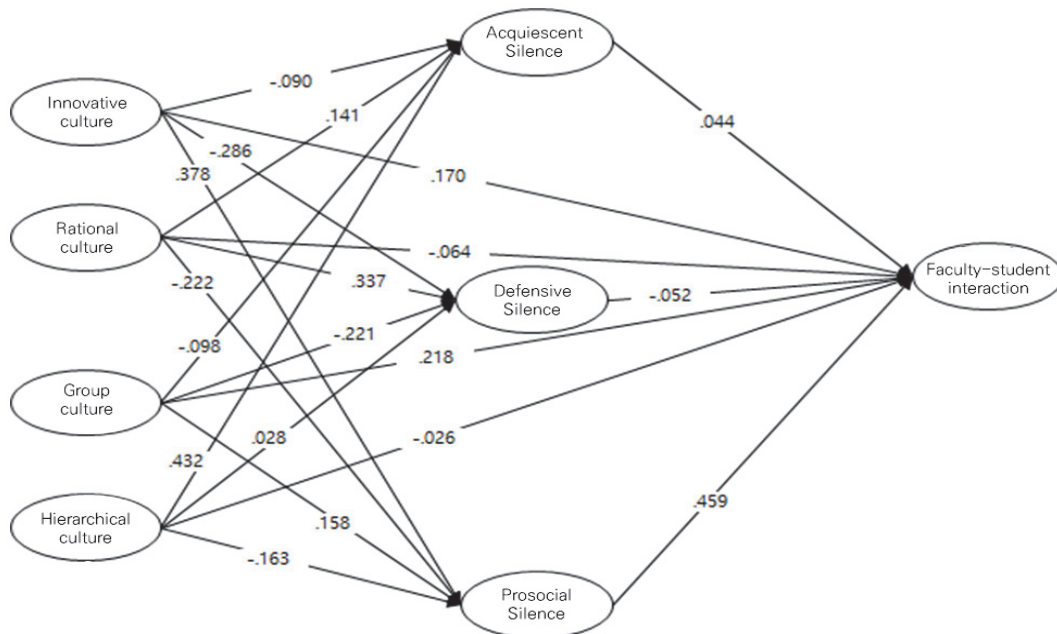 Acquiescent
Silence
-.090
Innovative
culture
.141
.044
-.286
.378
.170
Rational
culture
-.064
Faculty–student
interaction
.337
-.222
Defensive
Silence
-.052
-.221
-.098
.218
Group
culture
.028
-.026
.432
.459
Hierarchical
culture
.158
-.163
Prosocial
Silence